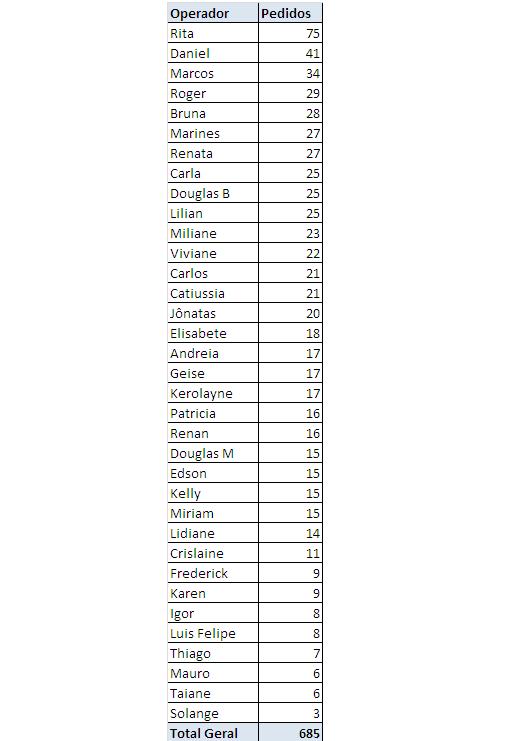 Operador Pedidos
Rita 75
Daniel 41
Marcos 34
Roger 29
Bruna 28
Marines 27
Renata 27
Carla 25
Douglas B 25
Lilian 25
Miliane 23
Viviane 22
Carlos 21
Catiussia 21
Jônatas 20
Elisabete 18
Andreia 17
Geise 17
Kerolayne 17
Patricia 16
Renan 16
Douglas M 15
Edson 15
Kelly 15
Miriam 15
Lidiane 14
Crislaine 11
Frederick 9
Karen 9
Igor 8
Luis Felipe 8
Thiago 7
Mauro 6
Taiane 6
Solange 3
Total Geral 685